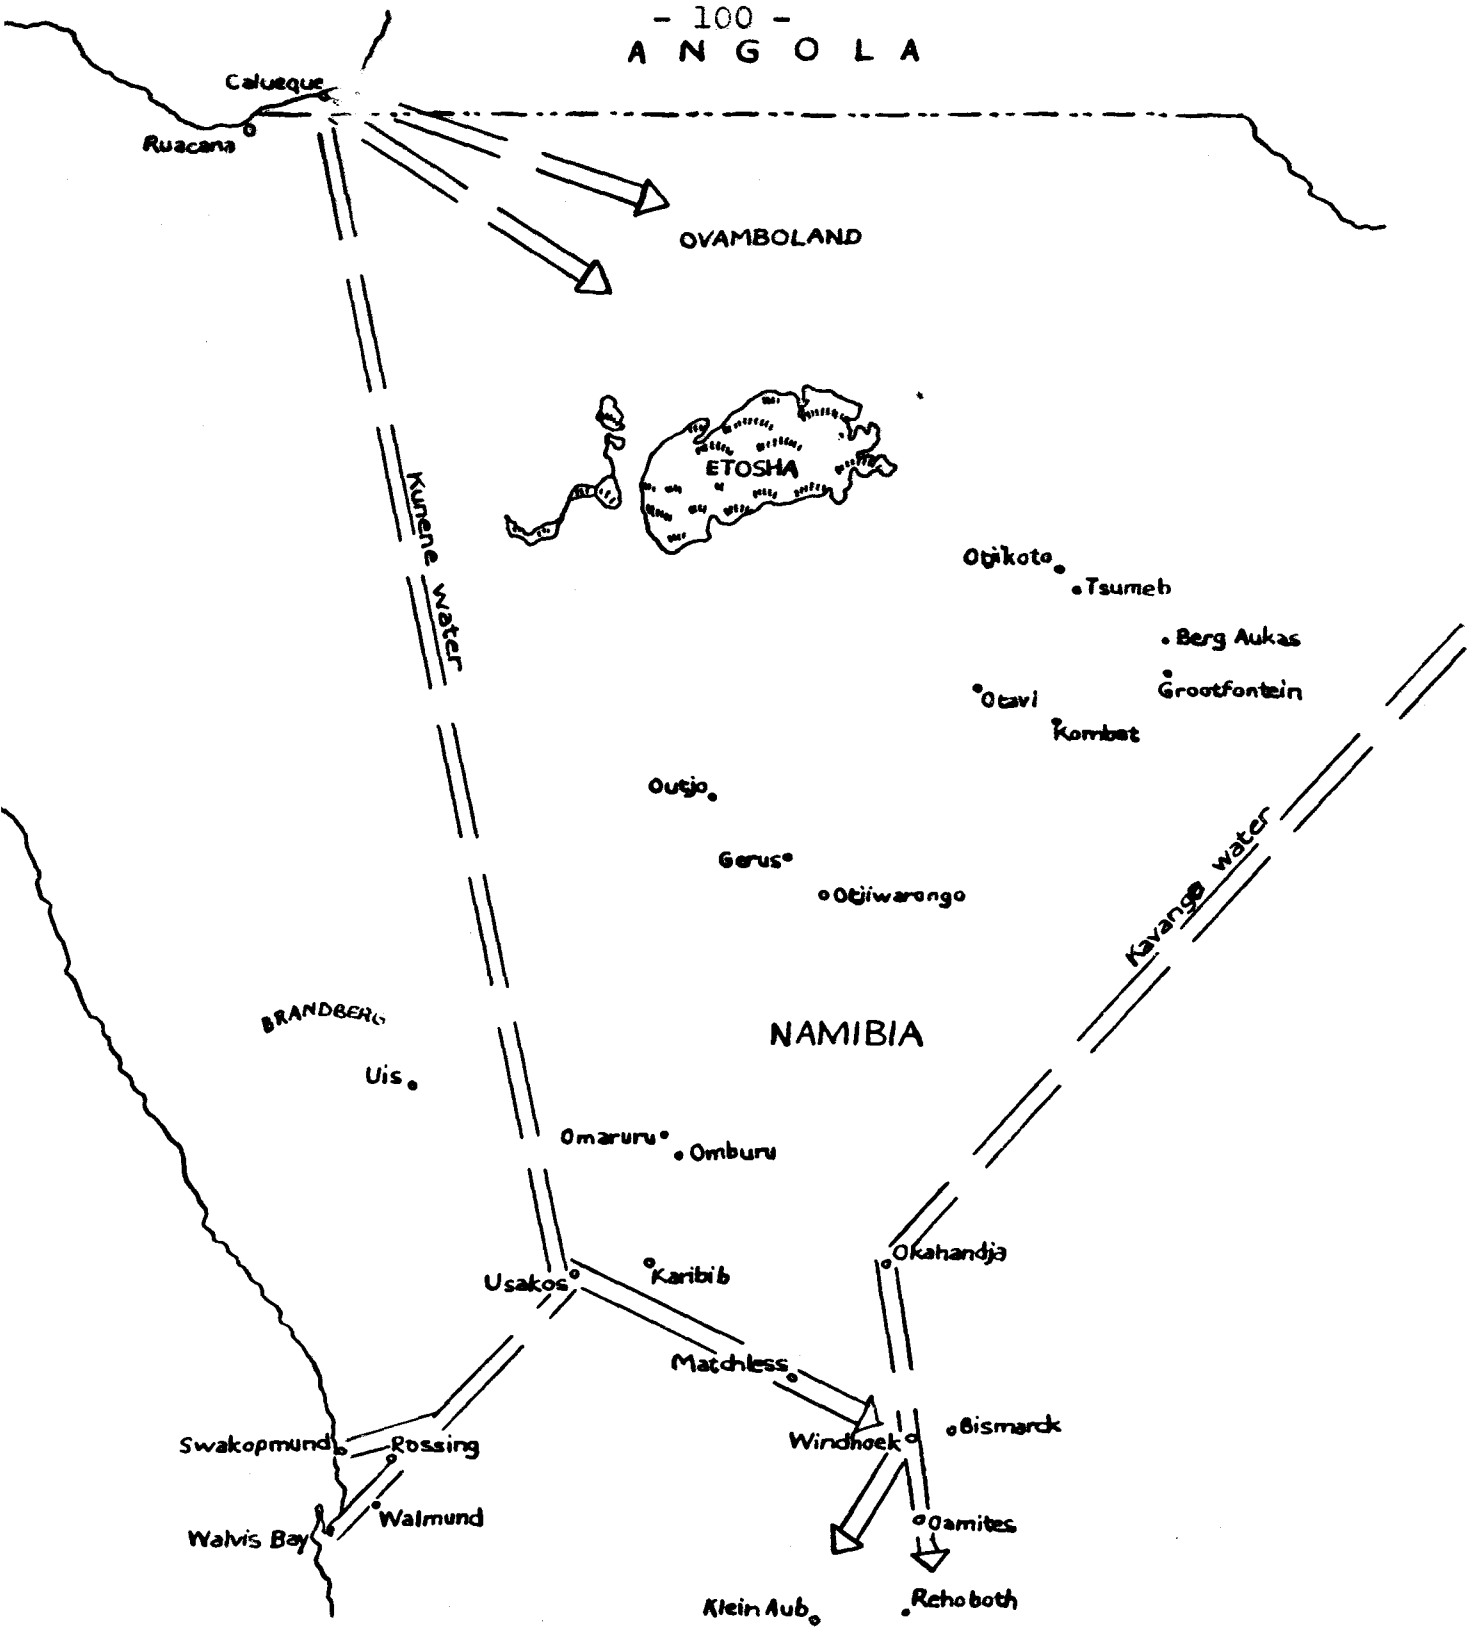 - 100 -
ANGOLA
Calueque
Ruacana
OVAMBOLAND
ETOSHA
Kunene water
Otjikoto
Tsumeb
Berg Aukas
Grootfontein
Otavi
Kombat
Outjo
Gerus
Otjiwarongo
Kavango water
BRANDBERG
NAMIBIA
Uis
Omaruru
Omburu
Okahandja
Usakos
Karibib
Matchless
Swakopmund
Rossing
Windhoek
Bismarck
Walmund
Walvis Bay
Oamites
Klein Aub
Rehoboth